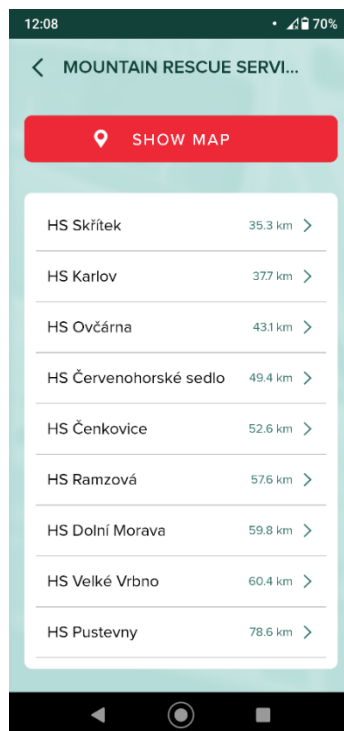 12:08 70%
MOUNTAIN RESCUE SERVI...
SHOW MAP
HS Skřítek 35.3 km
HS Karlov 37.7 km
HS Ovčárna 43.1 km
HS Červenohorské sedlo 49.4 km
HS Čenkovice 52.6 km
HS Ramzová 57.6 km
HS Dolní Morava 59.8 km
HS Velké Vrbno 60.4 km
HS Pustevny 78.6 km